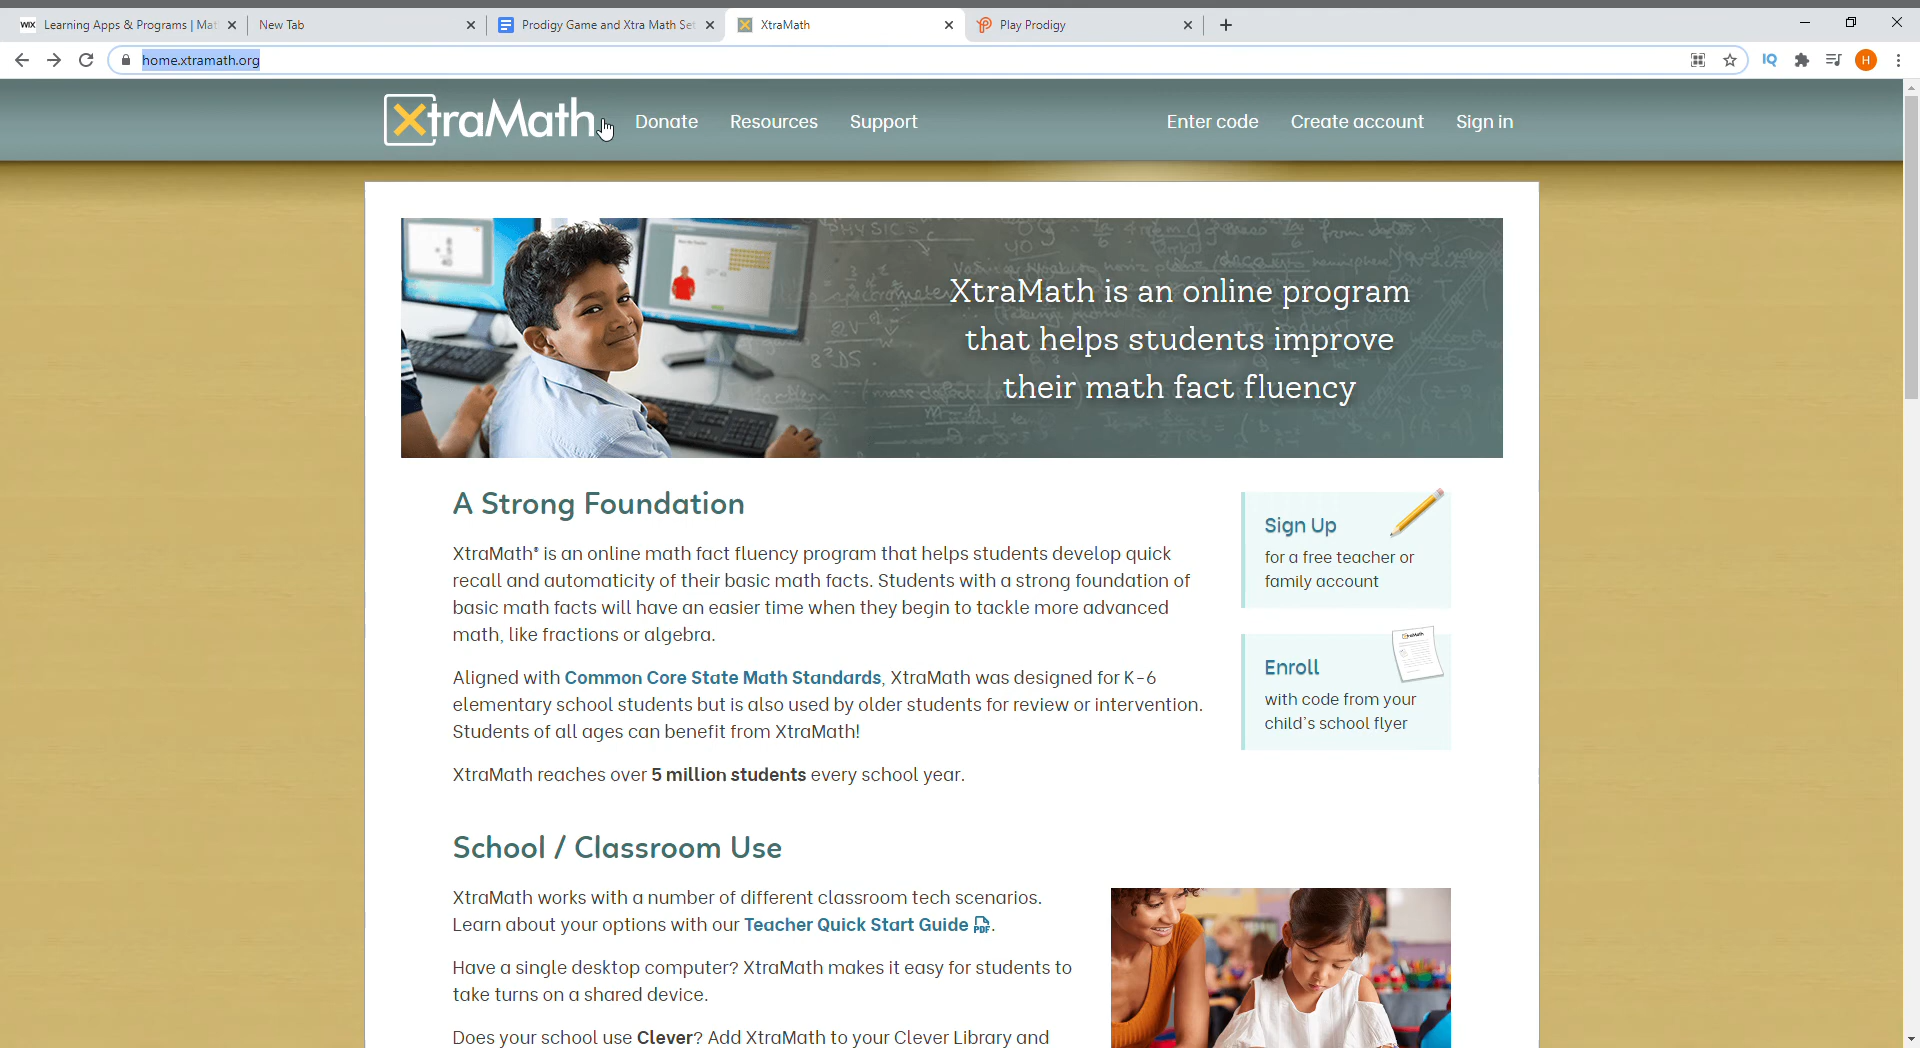 WIX Learning Apps & Programs | Mat
New Tab
Prodigy Game and Xtra Math Set
XtraMath
Play Prodigy
home.xtramath.org
IQ
H
XtraMath
Donate
Resources
Support
Enter code
Create account
Sign in
XtraMath is an online program
that helps students improve
their math fact fluency
A Strong Foundation
XtraMath® is an online math fact fluency program that helps students develop quick
recall and automaticity of their basic math facts. Students with a strong foundation of
basic math facts will have an easier time when they begin to tackle more advanced
math, like fractions or algebra.
Aligned with Common Core State Math Standards, XtraMath was designed for K-6
elementary school students but is also used by older students for review or intervention.
Students of all ages can benefit from XtraMath!
XtraMath reaches over 5 million students every school year.
Sign Up
for a free teacher or
family account
Enroll
with code from your
child's school flyer
School / Classroom Use
XtraMath works with a number of different classroom tech scenarios.
Learn about your options with our Teacher Quick Start Guide PDF.
Have a single desktop computer? XtraMath makes it easy for students to
take turns on a shared device.
Does your school use Clever? Add XtraMath to your Clever Library and